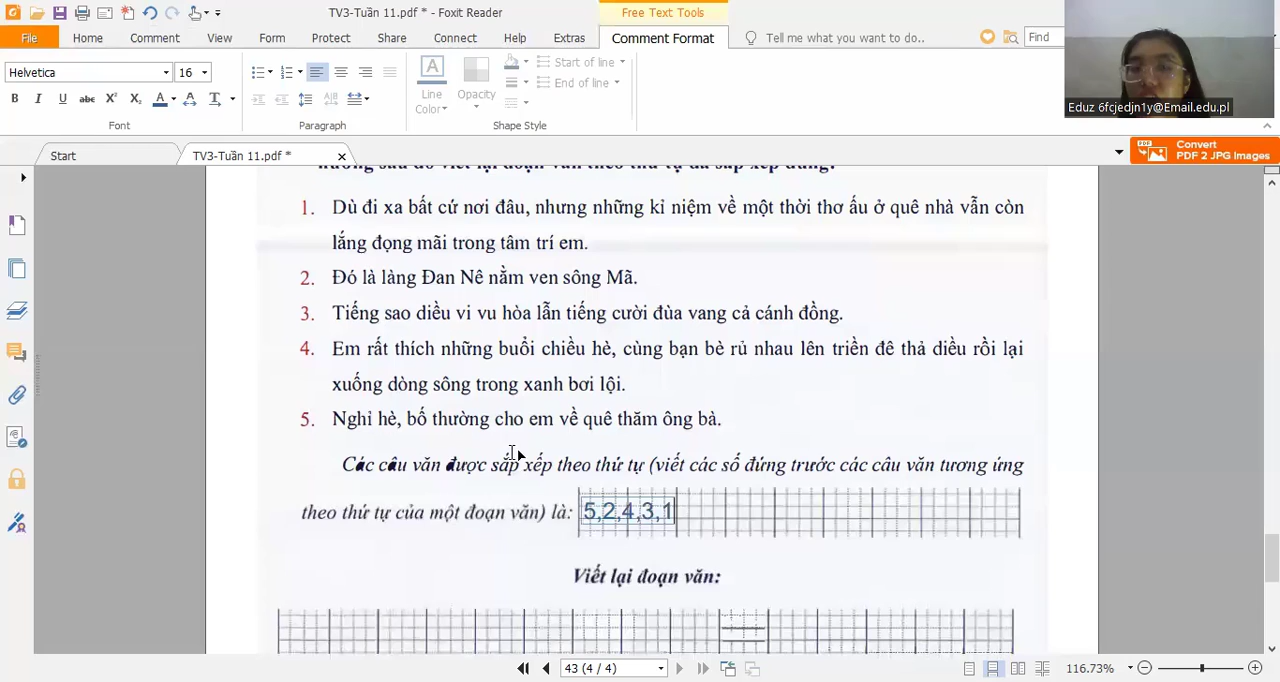 TV3-Tuần 11.pdf * - Foxit Reader
Free Text Tools
File Home Comment View Form Protect Share Connect Help Extras Comment Format Tell me what you want to do.. Find
Helvetica 16
Start of line
End of line
Line Color
Opacity
B I U abc X² X₂ A A T
Font Paragraph Shape Style
Eduz 6fcjedjn1y@Email.edu.pl
Start TV3-Tuần 11.pdf *
Convert
PDF 2 JPG Images
1. Dù đi xa bất cứ nơi đâu, nhưng những kỉ niệm về một thời thơ ấu ở quê nhà vẫn còn
lắng đọng mãi trong tâm trí em.
2. Đó là làng Đan Nê nằm ven sông Mã.
3. Tiếng sao diều vi vu hòa lẫn tiếng cười đùa vang cả cánh đồng.
4. Em rất thích những buổi chiều hè, cùng bạn bè rủ nhau lên triền đê thả diều rồi lại
xuống dòng sông trong xanh bơi lội.
5. Nghỉ hè, bố thường cho em về quê thăm ông bà.
Các câu văn được sắp xếp theo thứ tự (viết các số đứng trước các câu văn tương ứng
theo thứ tự của một đoạn văn) là: 5,2,4,3,1
Viết lại đoạn văn:
43 (4 / 4)
116.73%